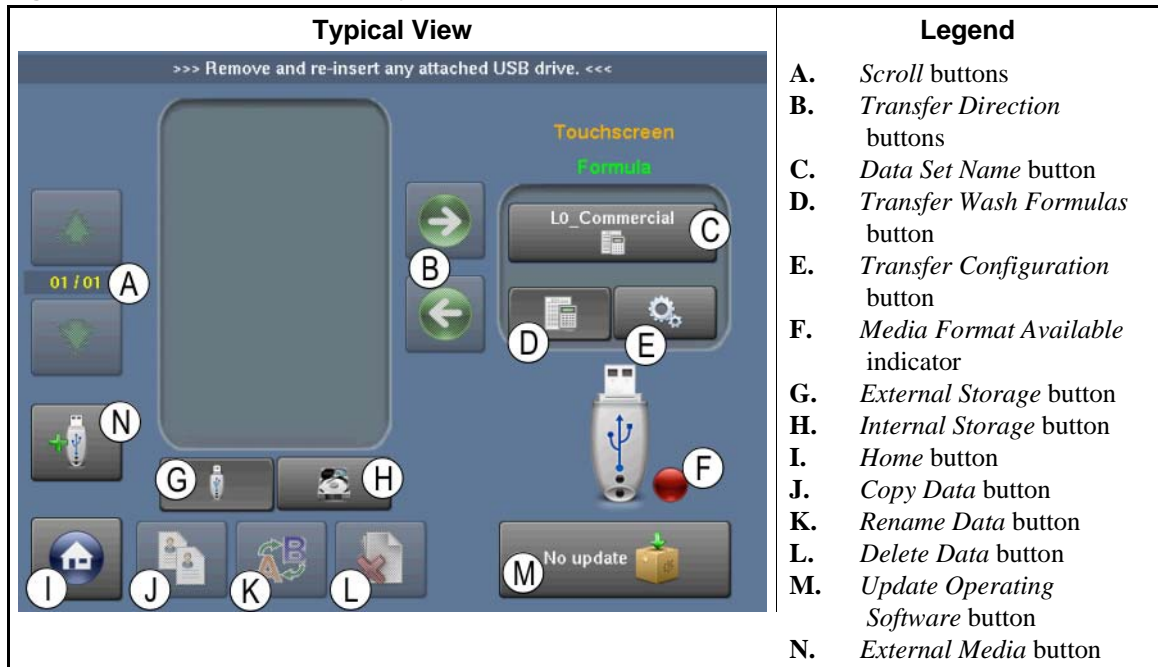 Typical View
>>> Remove and re-insert any attached USB drive. <<<
Touchscreen
Formula
L0_Commercial
C
01 / 01
A
B
D
E
N
G
H
F
I
J
K
L
M
No update
Legend
A. Scroll buttons
B. Transfer Direction
buttons
C. Data Set Name button
D. Transfer Wash Formulas
button
E. Transfer Configuration
button
F. Media Format Available
indicator
G. External Storage button
H. Internal Storage button
I. Home button
J. Copy Data button
K. Rename Data button
L. Delete Data button
M. Update Operating
Software button
N. External Media button